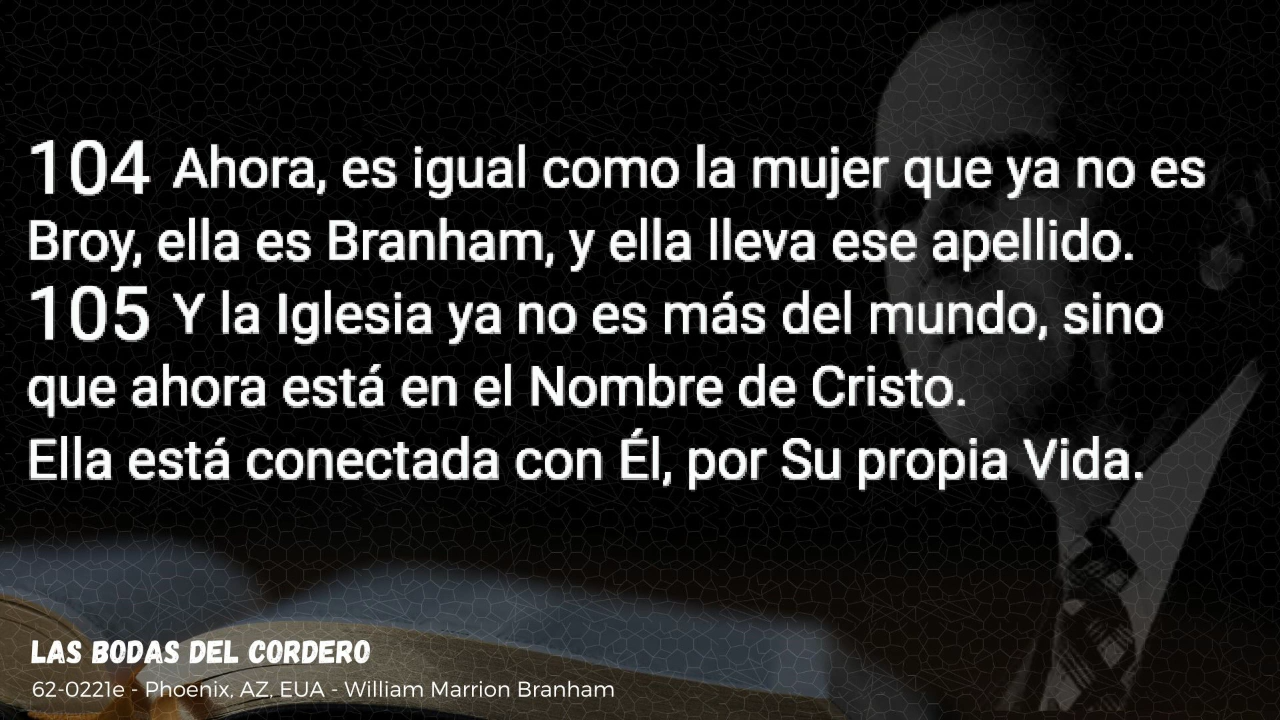 104 Ahora, es igual como la mujer que ya no es
Broy, ella es Branham, y ella lleva ese apellido.
105 Y la Iglesia ya no es más del mundo, sino
que ahora está en el Nombre de Cristo.
Ella está conectada con Él, por Su propia Vida.
LAS BODAS DEL CORDERO
62-0221e - Phoenix, AZ, EUA - William Marrion Branham